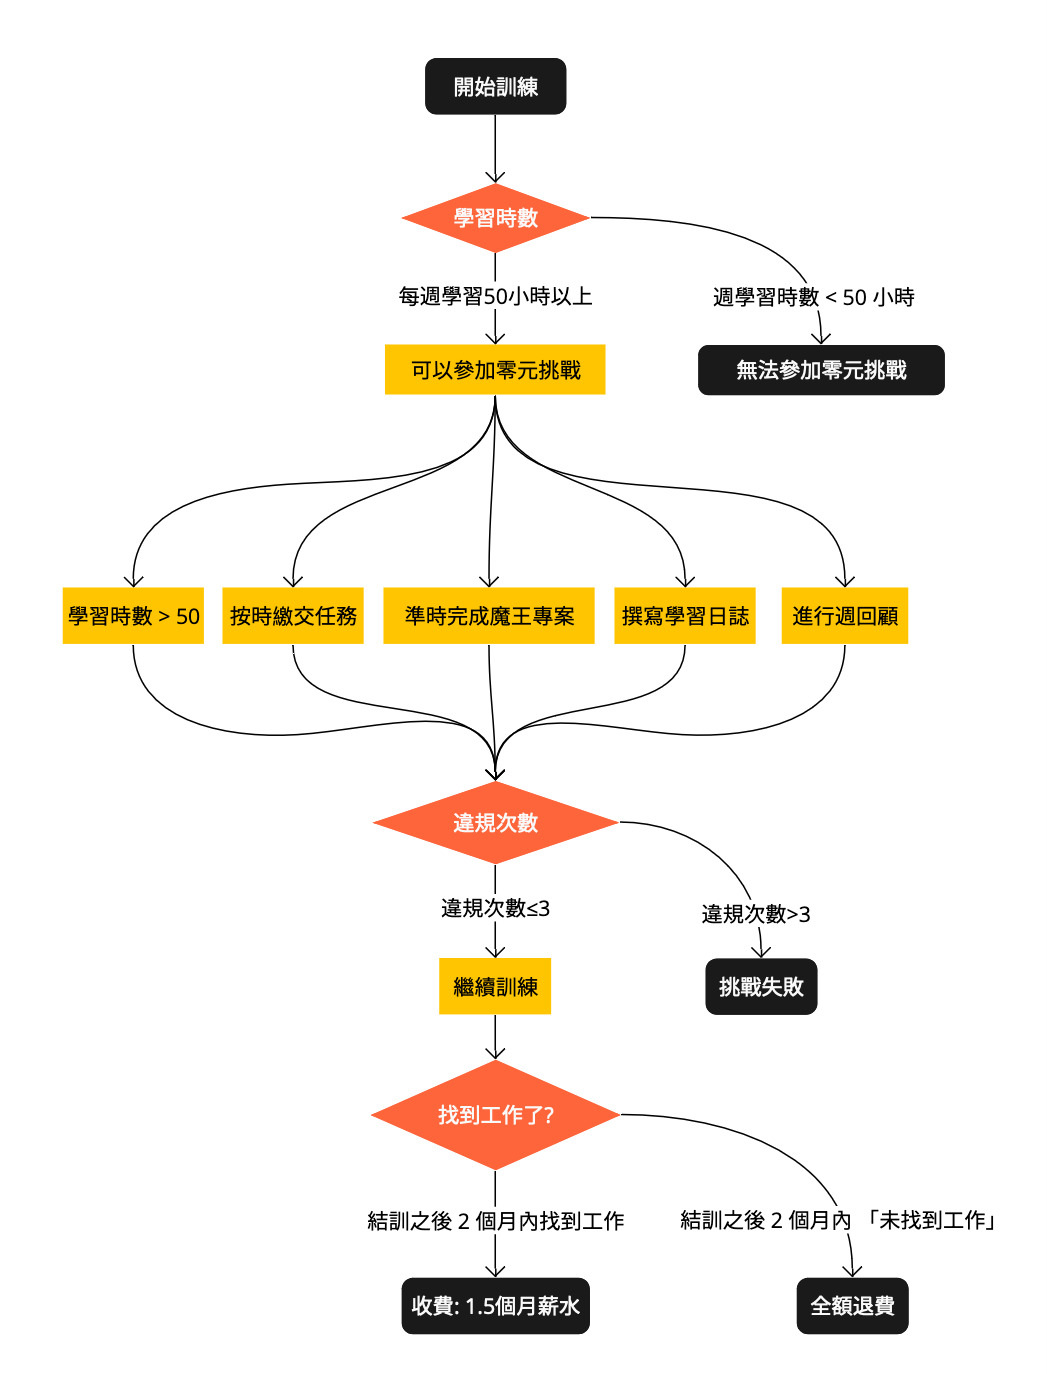 開始訓練
學習時數
每週學習50小時以上
週學習時數 < 50 小時
可以參加零元挑戰
無法參加零元挑戰
學習時數 > 50
按時繳交任務
準時完成魔王專案
撰寫學習日誌
進行週回顧
違規次數
違規次數≤3
違規次數>3
繼續訓練
挑戰失敗
找到工作了?
結訓之後 2 個月內找到工作
結訓之後 2 個月內 「未找到工作」
收費: 1.5個月薪水
全額退費